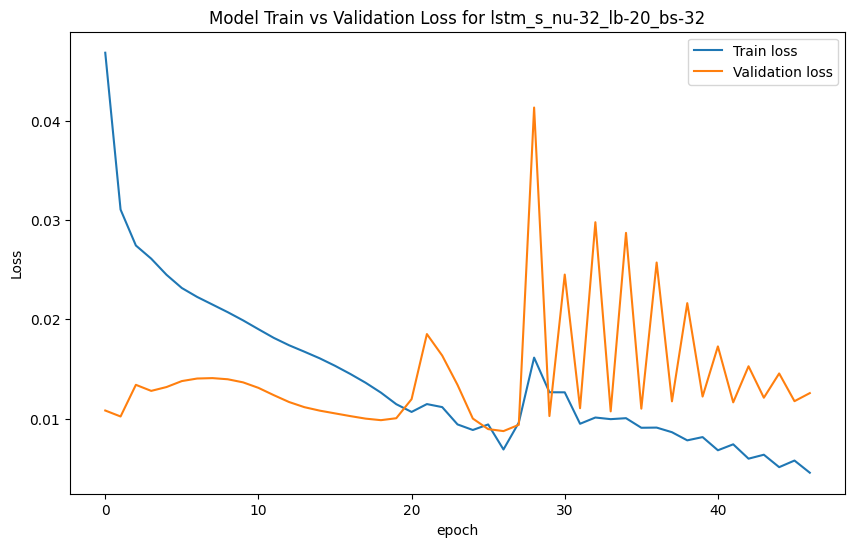 Model Train vs Validation Loss for lstm_s_nu-32_lb-20_bs-32
Train loss
Validation loss
0.04
0.03
0.02
0.01
Loss
0 10 20 30 40
epoch